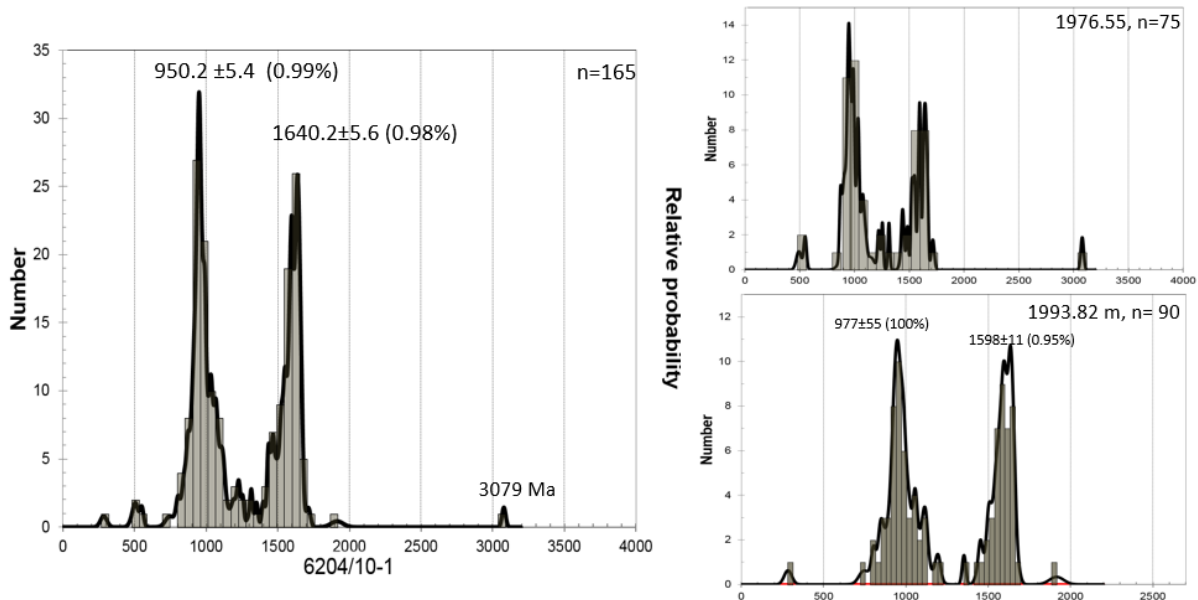 35
30
25
20
15
10
5
0
Number
950.2 ±5.4 (0.99%)
n=165
1640.2±5.6 (0.98%)
3079 Ma
0 500 1000 1500 2000 2500 3000 3500 4000
6204/10-1
Relative probability
14
12
10
8
6
4
2
0
Number
1976.55, n=75
0 500 1000 1500 2000 2500 3000 3500 4000
12
10
8
6
4
2
0
Number
1993.82 m, n= 90
977±55 (100%)
1598±11 (0.95%)
0 500 1000 1500 2000 2500